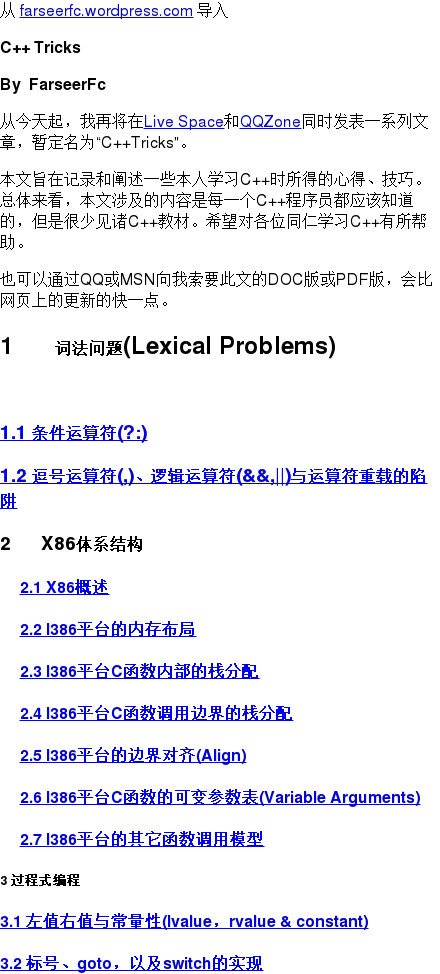 从 farseerfc.wordpress.com 导入
C++ Tricks
By FarseerFc
从今天起，我再将在Live Space和QQZone同时发表一系列文
章，暂定名为“C++Tricks”。
本文旨在记录和阐述一些本人学习C++时所得的心得、技巧。
总体来看，本文涉及的内容是每一个C++程序员都应该知道
的，但是很少见诸C++教材。希望对各位同仁学习C++有所帮
助。
也可以通过QQ或MSN向我索要此文的DOC版或PDF版，会比
网页上的更新的快一点。
1 词法问题(Lexical Problems)
1.1 条件运算符(?:)
1.2 逗号运算符(,)、逻辑运算符(&&,||)与运算符重载的陷
阱
2 X86体系结构
2.1 X86概述
2.2 I386平台的内存布局
2.3 I386平台C函数内部的栈分配
2.4 I386平台C函数调用边界的栈分配
2.5 I386平台的边界对齐(Align)
2.6 I386平台C函数的可变参数表(Variable Arguments)
2.7 I386平台的其它函数调用模型
3 过程式编程
3.1 左值右值与常量性(lvalue，rvalue & constant)
3.2 标号、goto，以及switch的实现